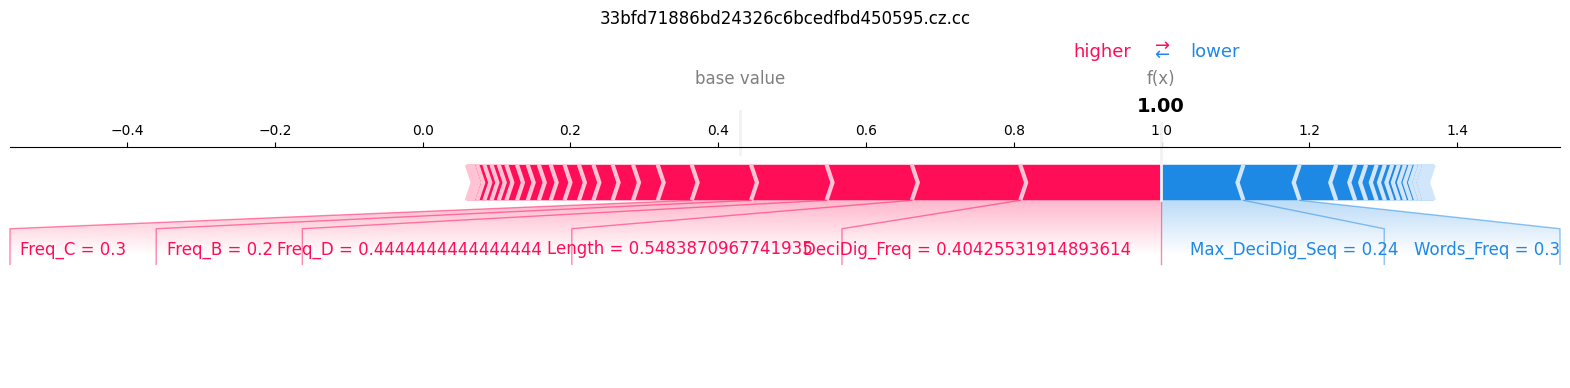 33bfd71886bd24326c6bcedfbd450595.cz.cc
higher ⇄ lower
base value f(x)
1.00
−0.4 −0.2 0.0 0.2 0.4 0.6 0.8 1.0 1.2 1.4
Freq_C = 0.3 Freq_B = 0.2 Freq_D = 0.4444444444444444 Length = 0.5483870967741935 DeciDig_Freq = 0.40425531914893614 Max_DeciDig_Seq = 0.24 Words_Freq = 0.3